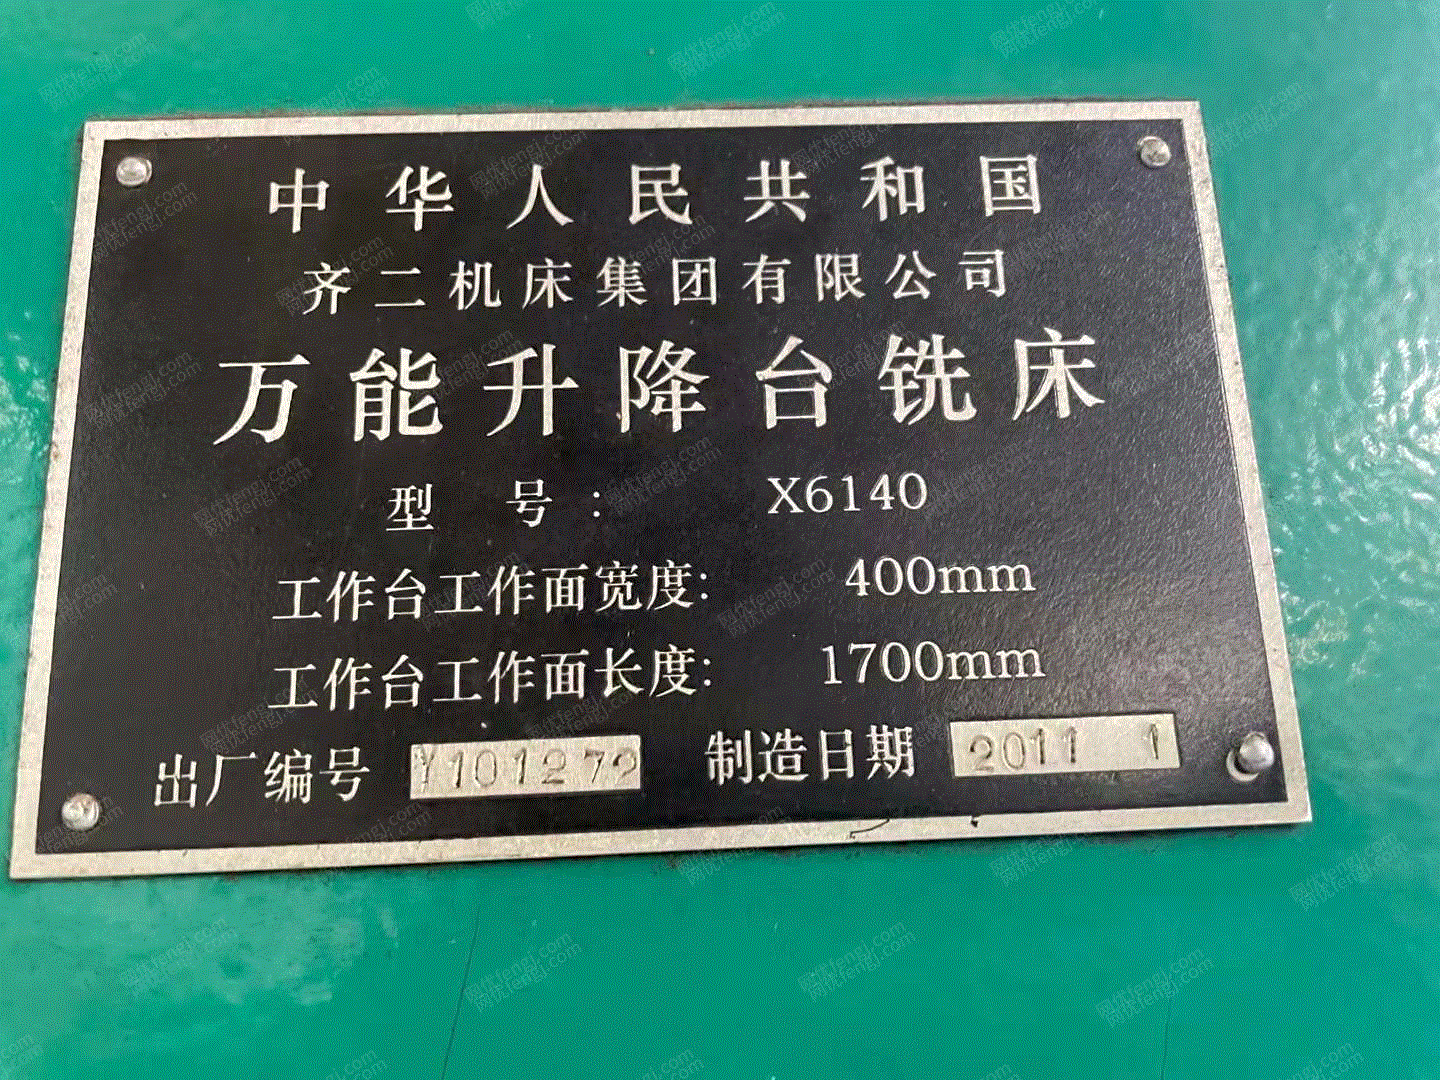 中华人民共和国
齐二机床集团有限公司
万能升降台铣床
型号: X6140
工作台工作面宽度: 400mm
工作台工作面长度: 1700mm
出厂编号 Y101272 制造日期 2011 1